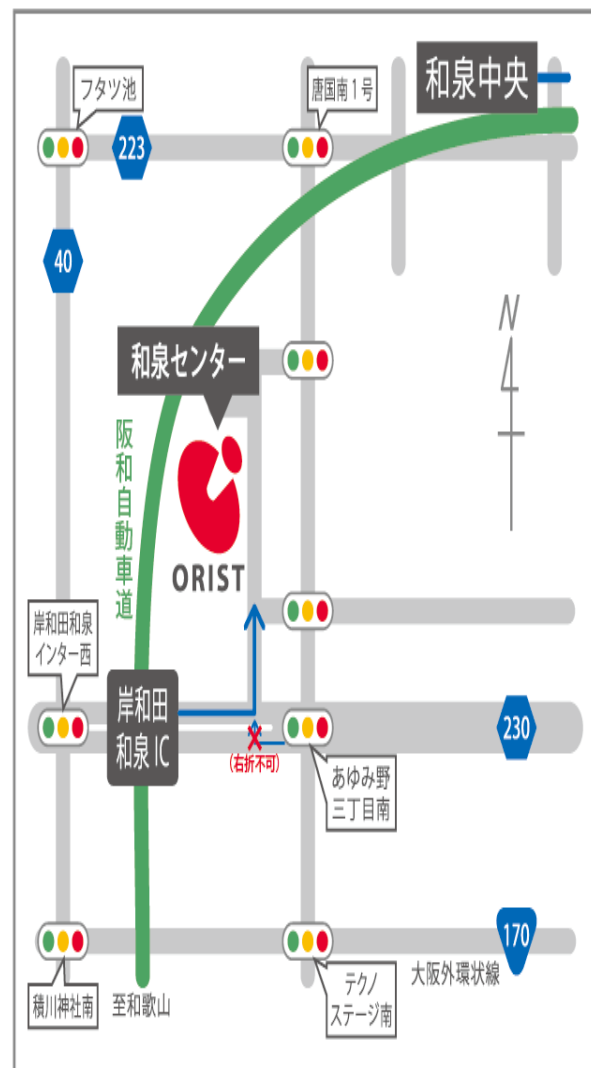 和泉中央
フタツ池
唐国南1号
223
40
N
和泉センター
阪和自動車道
ORIST
岸和田和泉
インター西
岸和田
和泉IC
(右折不可)
230
あゆみ野
三丁目南
170
大阪外環状線
積川神社南
至和歌山
テクノ
ステージ南